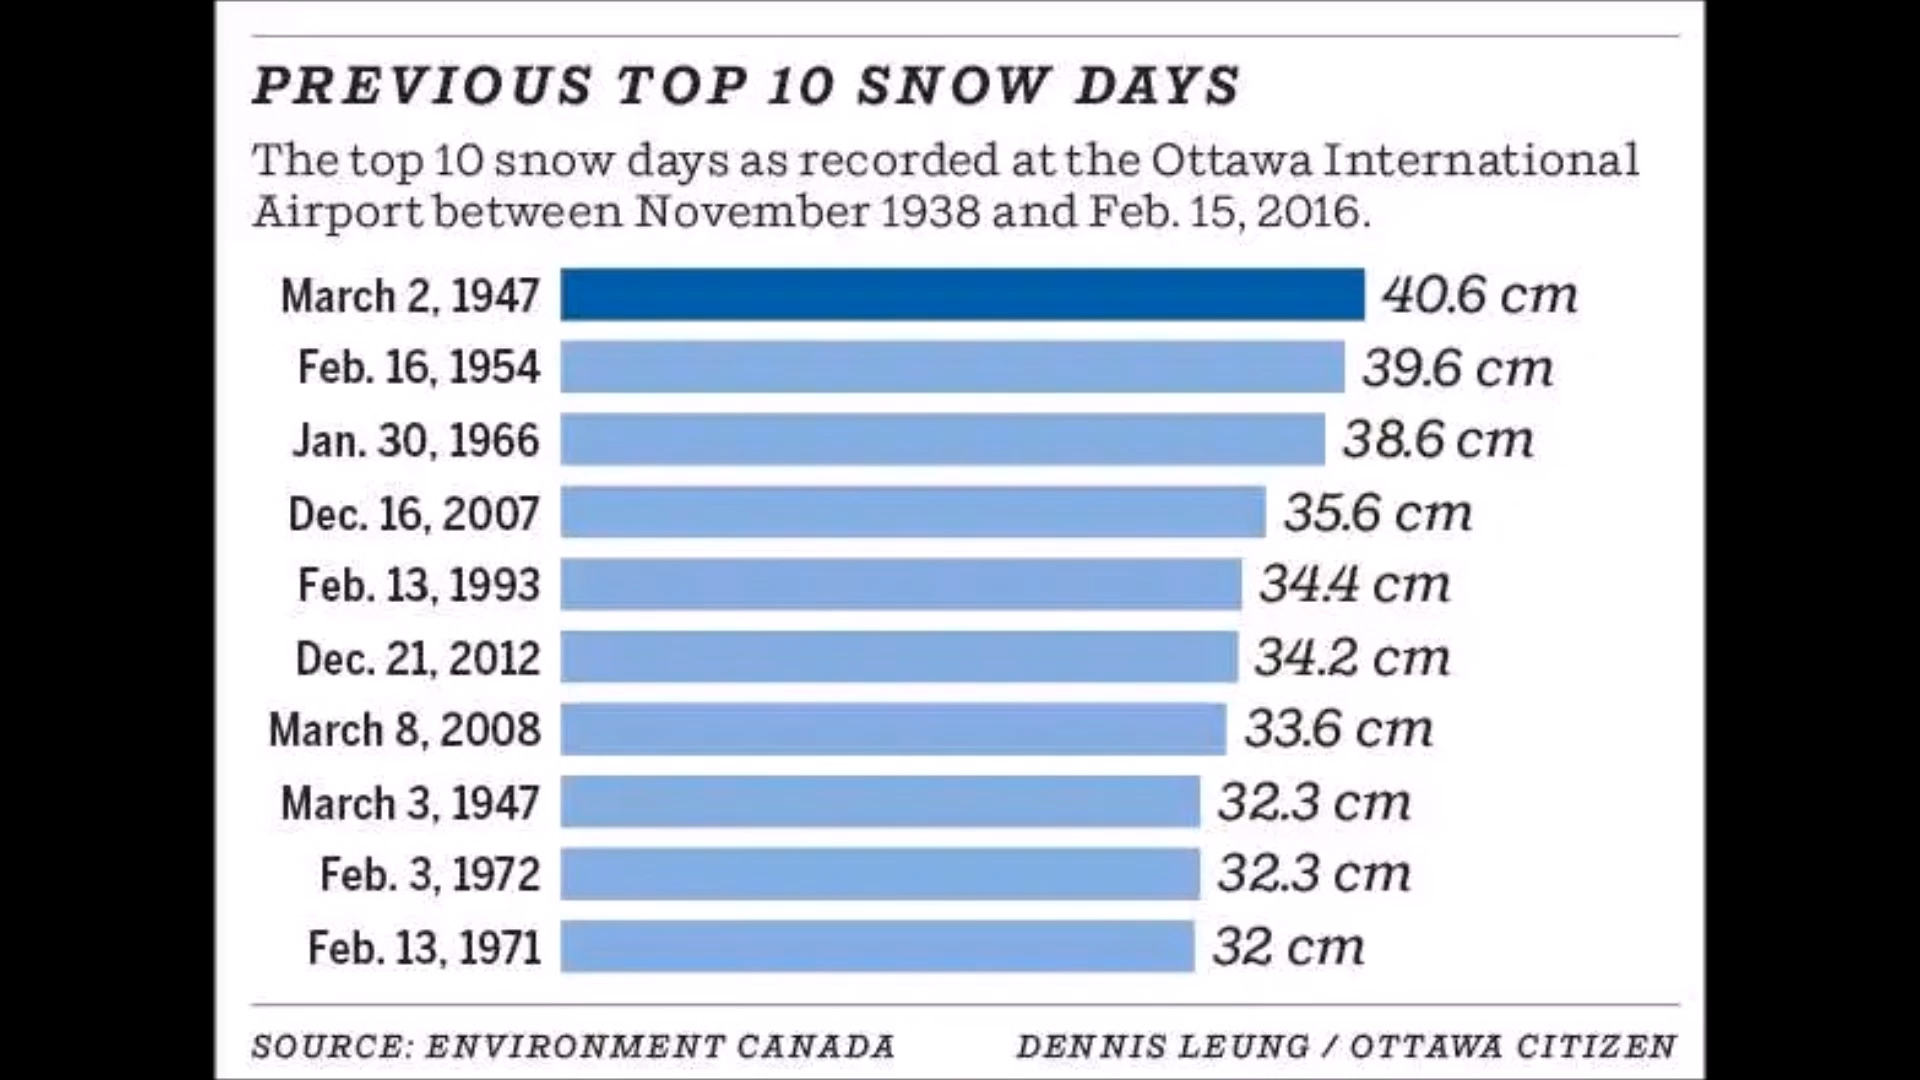 PREVIOUS TOP 10 SNOW DAYS
The top 10 snow days as recorded at the Ottawa International
Airport between November 1938 and Feb. 15, 2016.
March 2, 1947 40.6 cm
Feb. 16, 1954 39.6 cm
Jan. 30, 1966 38.6 cm
Dec. 16, 2007 35.6 cm
Feb. 13, 1993 34.4 cm
Dec. 21, 2012 34.2 cm
March 8, 2008 33.6 cm
March 3, 1947 32.3 cm
Feb. 3, 1972 32.3 cm
Feb. 13, 1971 32 cm
SOURCE: ENVIRONMENT CANADA DENNIS LEUNG / OTTAWA CITIZEN